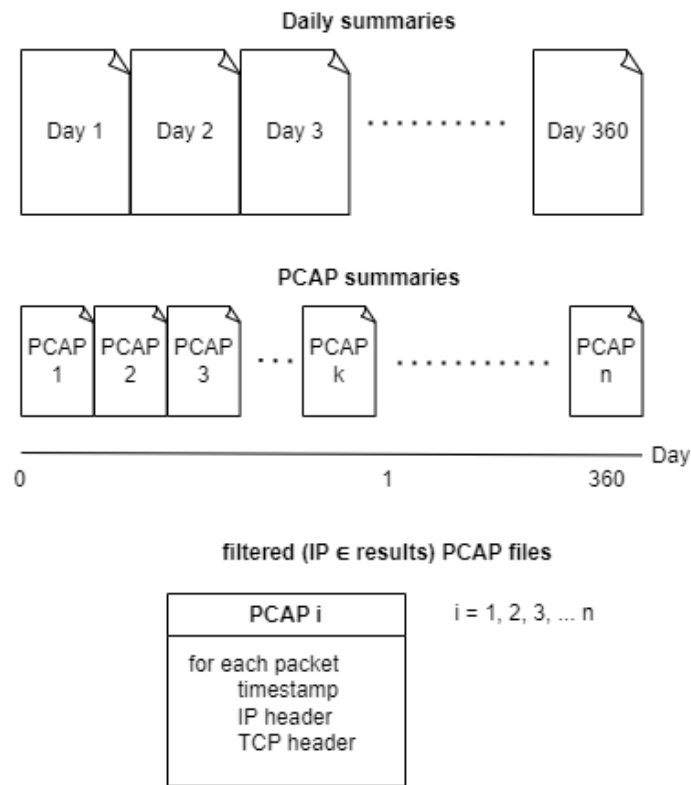 Daily summaries
Day 1 Day 2 Day 3 .......... Day 360
PCAP summaries
PCAP PCAP PCAP PCAP PCAP
1 2 3 ... k ........... n
Day
0 1 360
filtered (IP ∈ results) PCAP files
PCAP i i = 1, 2, 3, ... n
for each packet
timestamp
IP header
TCP header